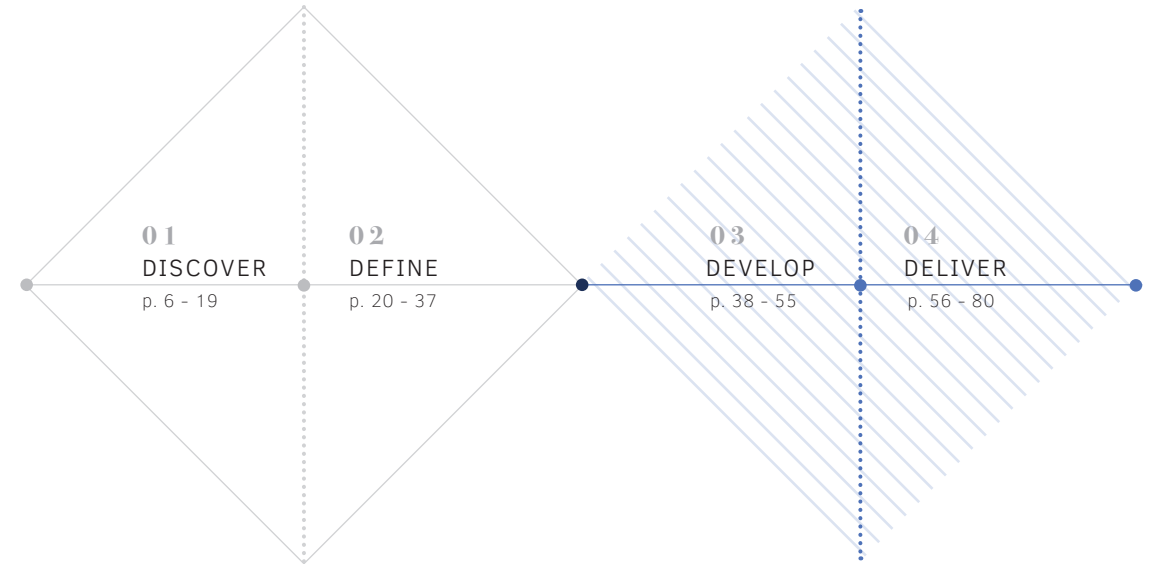 01
DISCOVER
p. 6 - 19
02
DEFINE
p. 20 - 37
03
DEVELOP
p. 38 - 55
04
DELIVER
p. 56 - 80